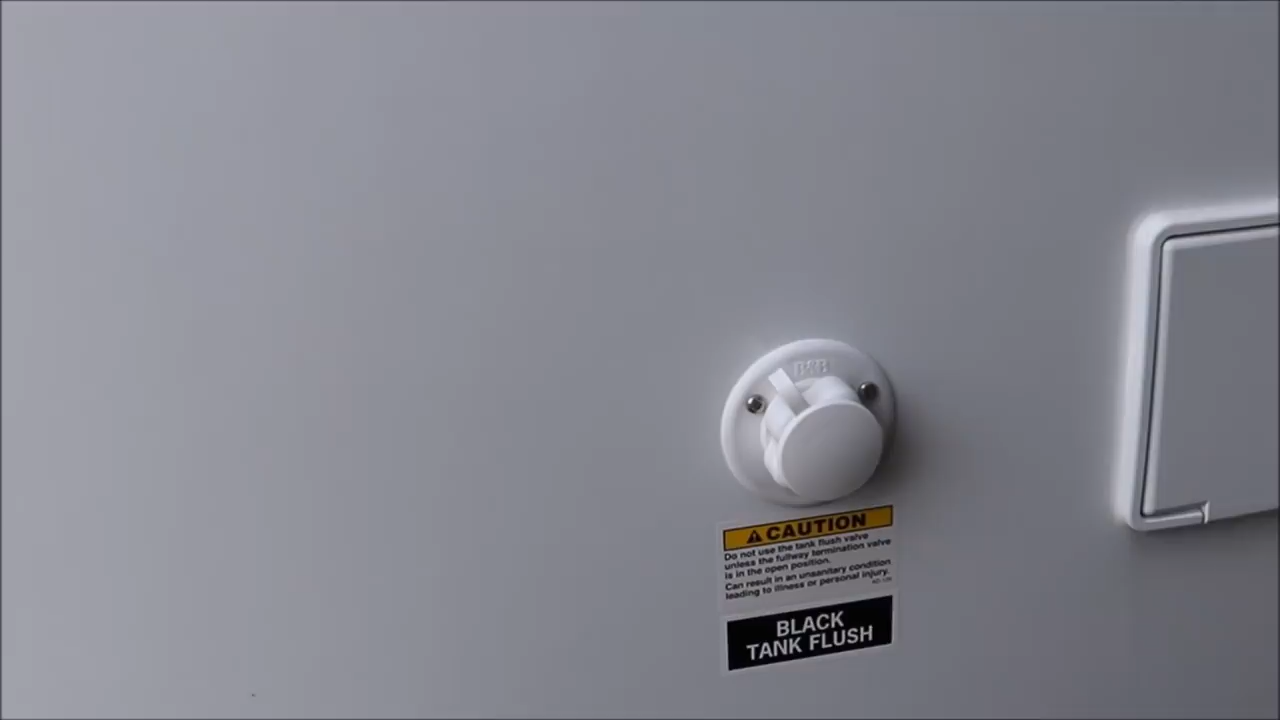 B&B
CAUTION
Do not use the tank flush valve
unless the fullway termination valve
is in the open position.
Can result in an unsanitary condition
leading to illness or personal injury.
BLACK
TANK FLUSH